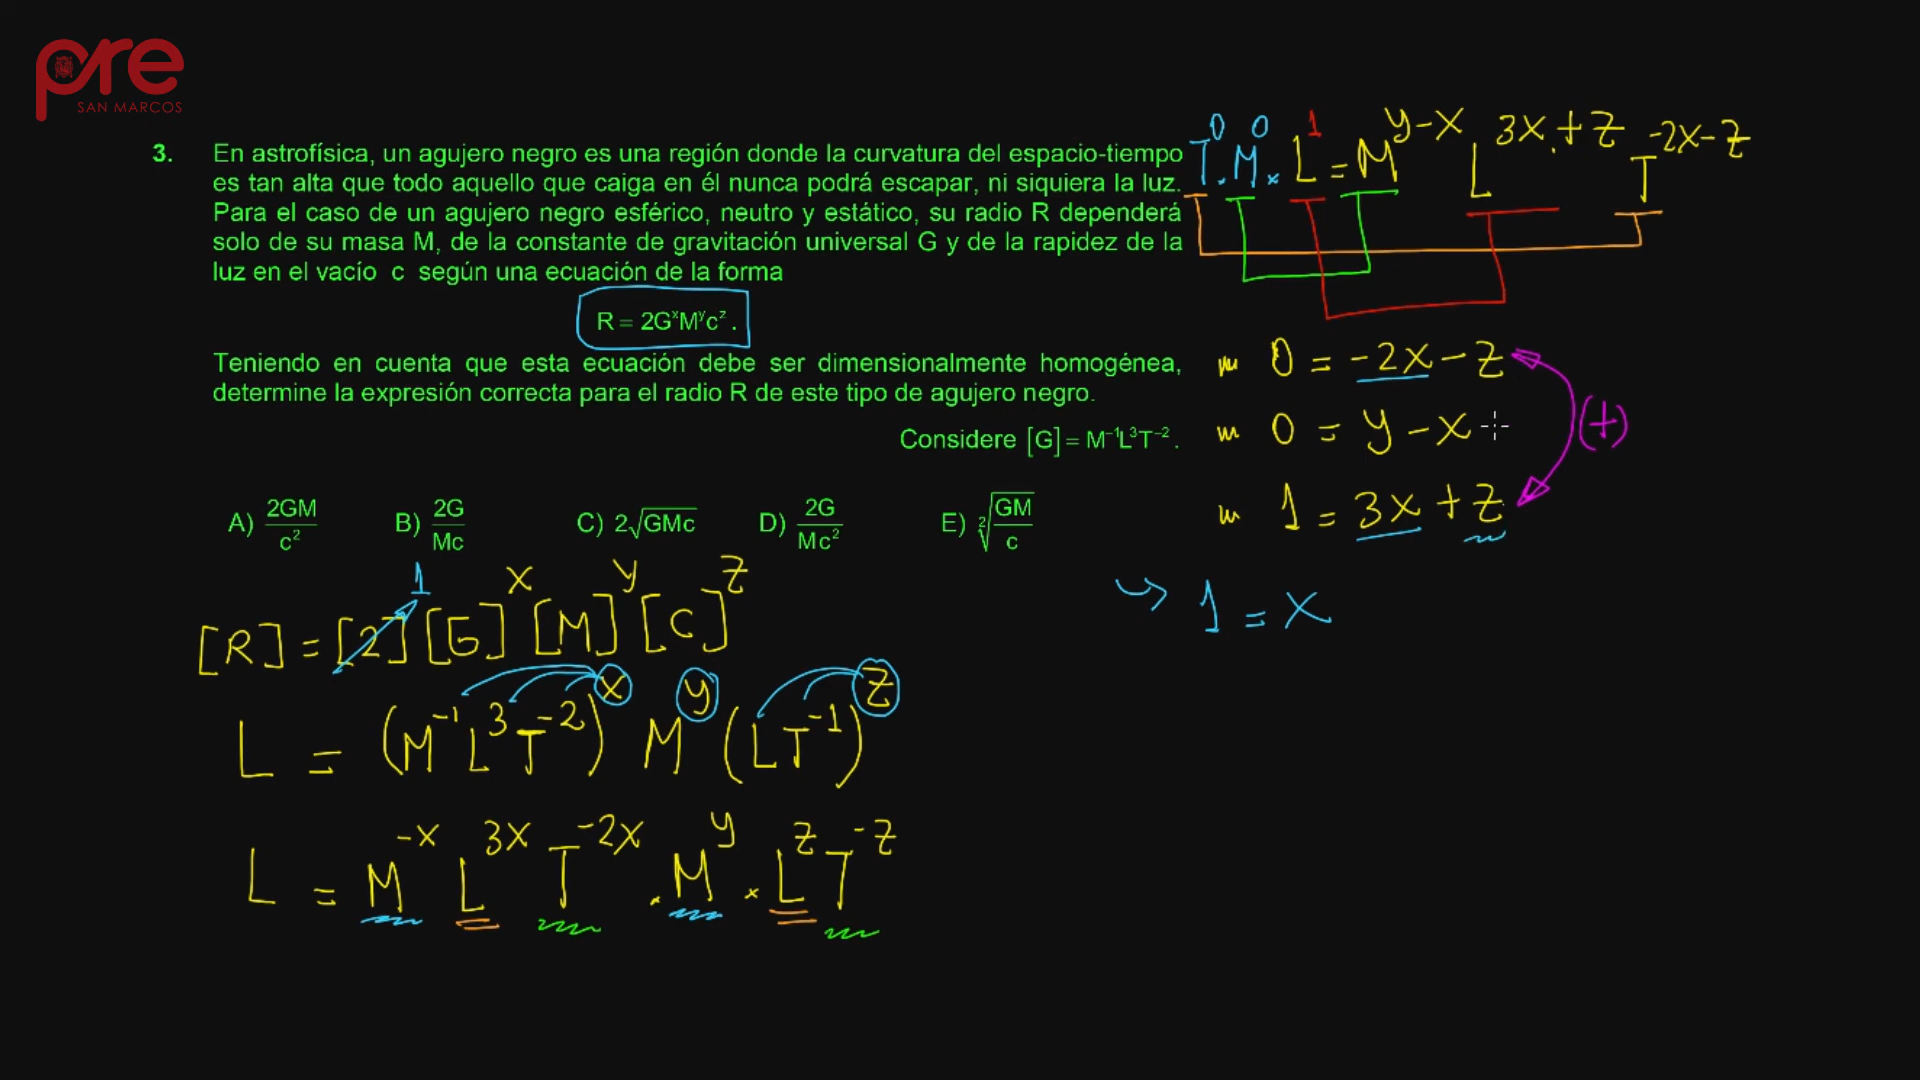 pre
SAN MARCOS
3. En astrofísica, un agujero negro es una región donde la curvatura del espacio-tiempo
es tan alta que todo aquello que caiga en él nunca podrá escapar, ni siquiera la luz.
Para el caso de un agujero negro esférico, neutro y estático, su radio R dependerá
solo de su masa M, de la constante de gravitación universal G y de la rapidez de la
luz en el vacío c según una ecuación de la forma
R = 2GˣMʸcᶻ.
Teniendo en cuenta que esta ecuación debe ser dimensionalmente homogénea,
determine la expresión correcta para el radio R de este tipo de agujero negro.
Considere [G] = M⁻¹L³T⁻².
A) 2GM/c² B) 2G/Mc C) 2√GMc D) 2G/Mc² E) ²√(GM/c)
1
[R] = [2] [G]^x [M]^y [C]^z
L = (M^-1 L^3 T^-2)^x M^y (LT^-1)^z
L = M^-x L^3x T^-2x . M^y × L^z T^-z
T^0 . M^0 × L^1 = M^y-x L^3x+z T^-2x-z
0 = -2x - z
0 = y - x
(+)
1 = 3x + z
1 = x